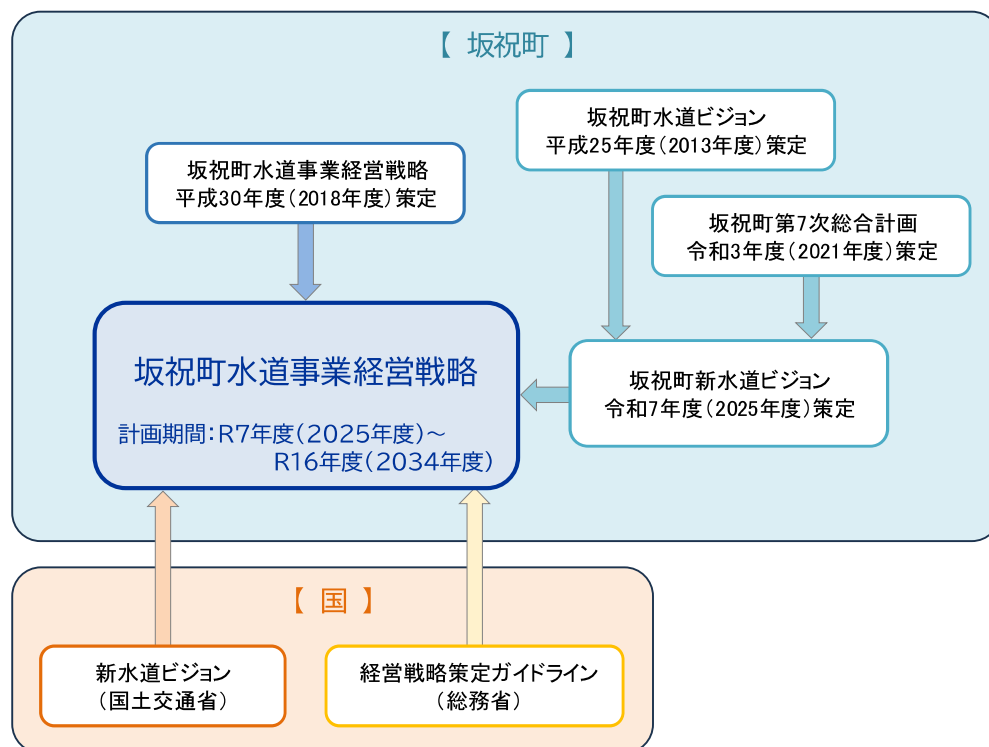 【 坂祝町 】
坂祝町水道ビジョン
平成25年度(2013年度)策定
坂祝町水道事業経営戦略
平成30年度(2018年度)策定
坂祝町第7次総合計画
令和3年度(2021年度)策定
坂祝町水道事業経営戦略
計画期間:R7年度(2025年度)~
R16年度(2034年度)
坂祝町新水道ビジョン
令和7年度(2025年度)策定
【 国 】
新水道ビジョン
(国土交通省)
経営戦略策定ガイドライン
(総務省)